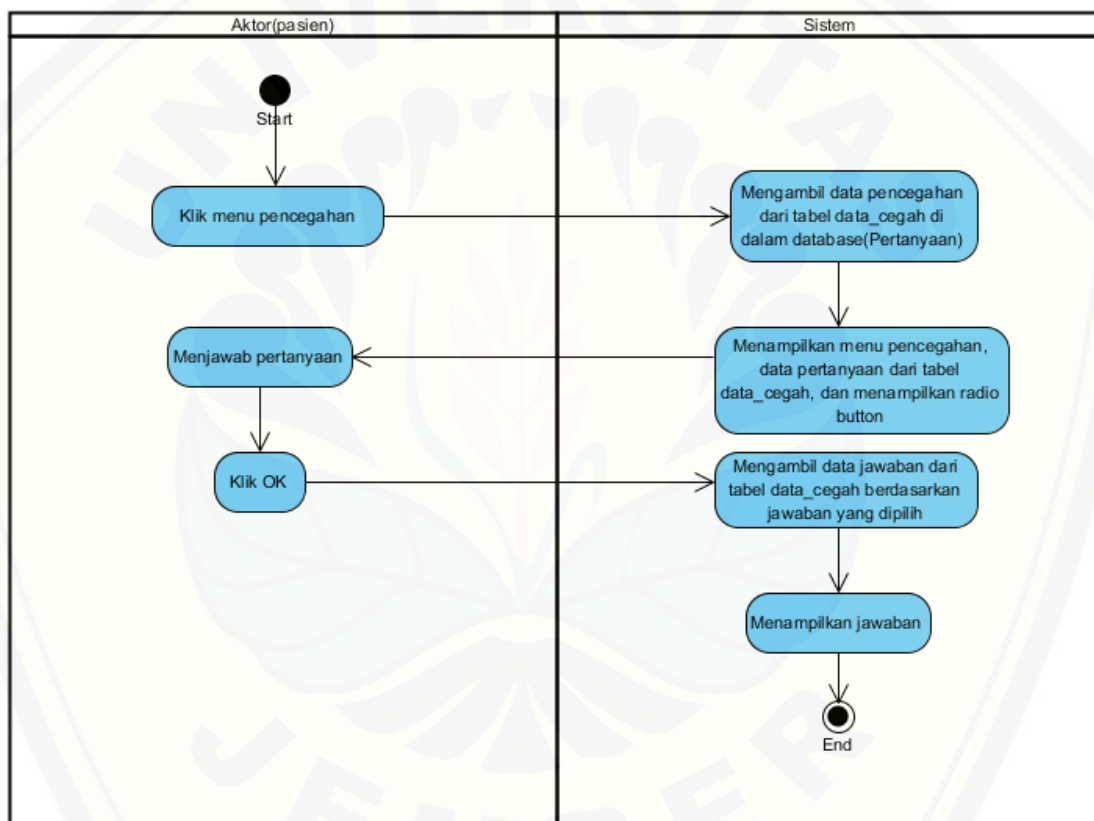 Aktor(pasien)
Sistem
Start
Klik menu pencegahan
Mengambil data pencegahan
dari tabel data_cegah di
dalam database(Pertanyaan)
Menjawab pertanyaan
Menampilkan menu pencegahan,
data pertanyaan dari tabel
data_cegah, dan menampilkan radio
button
Klik OK
Mengambil data jawaban dari
tabel data_cegah berdasarkan
jawaban yang dipilih
Menampilkan jawaban
End
UNIVERSITAS
JEMBER